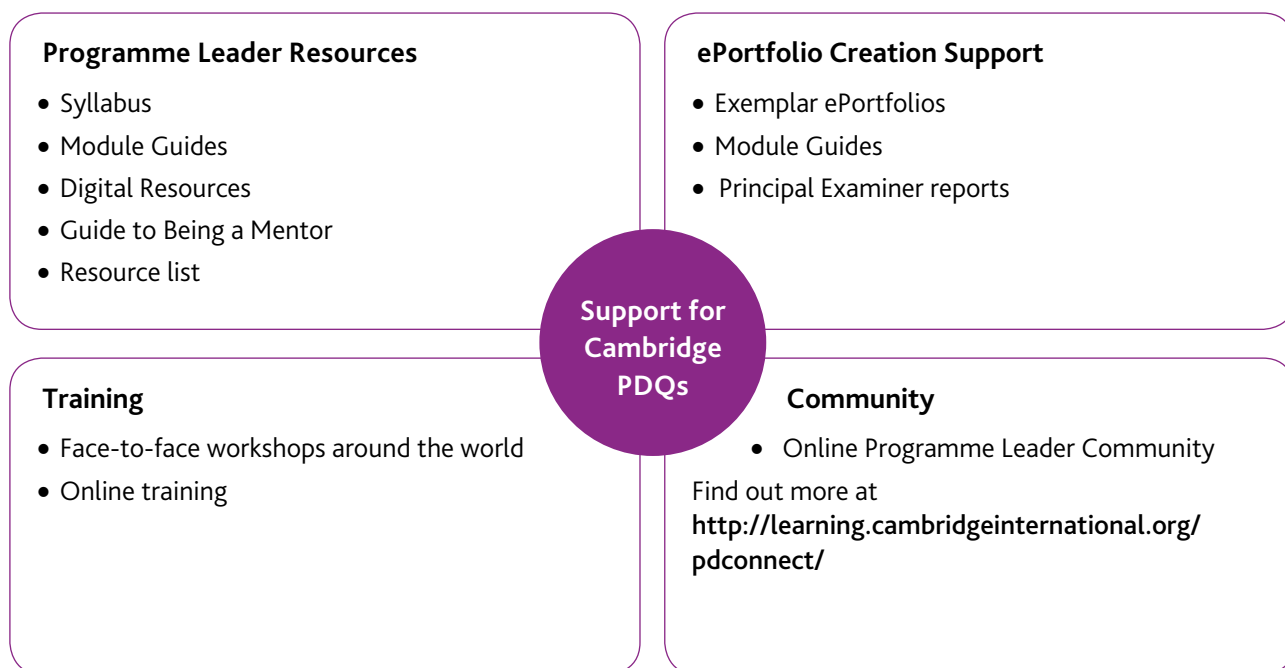 Programme Leader Resources
• Syllabus
• Module Guides
• Digital Resources
• Guide to Being a Mentor
• Resource list
ePortfolio Creation Support
• Exemplar ePortfolios
• Module Guides
• Principal Examiner reports
Support for
Cambridge
PDQs
Training
• Face-to-face workshops around the world
• Online training
Community
• Online Programme Leader Community
Find out more at
http://learning.cambridgeinternational.org/
pdconnect/